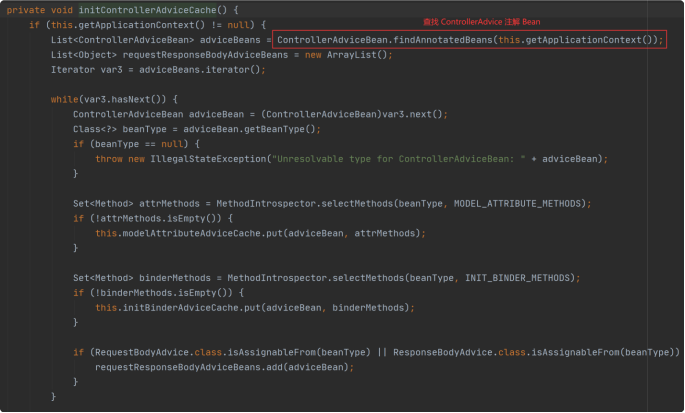 private void initControllerAdviceCache() {
查找 ControllerAdvice 注解 Bean
if (this.getApplicationContext() != null) {
List<ControllerAdviceBean> adviceBeans = ControllerAdviceBean.findAnnotatedBeans(this.getApplicationContext());
List<Object> requestResponseBodyAdviceBeans = new ArrayList();
Iterator var3 = adviceBeans.iterator();
while(var3.hasNext()) {
ControllerAdviceBean adviceBean = (ControllerAdviceBean)var3.next();
Class<?> beanType = adviceBean.getBeanType();
if (beanType == null) {
throw new IllegalStateException("Unresolvable type for ControllerAdviceBean: " + adviceBean);
}
Set<Method> attrMethods = MethodIntrospector.selectMethods(beanType, MODEL_ATTRIBUTE_METHODS);
if (!attrMethods.isEmpty()) {
this.modelAttributeAdviceCache.put(adviceBean, attrMethods);
}
Set<Method> binderMethods = MethodIntrospector.selectMethods(beanType, INIT_BINDER_METHODS);
if (!binderMethods.isEmpty()) {
this.initBinderAdviceCache.put(adviceBean, binderMethods);
}
if (RequestBodyAdvice.class.isAssignableFrom(beanType) || ResponseBodyAdvice.class.isAssignableFrom(beanType))
requestResponseBodyAdviceBeans.add(adviceBean);
}
}